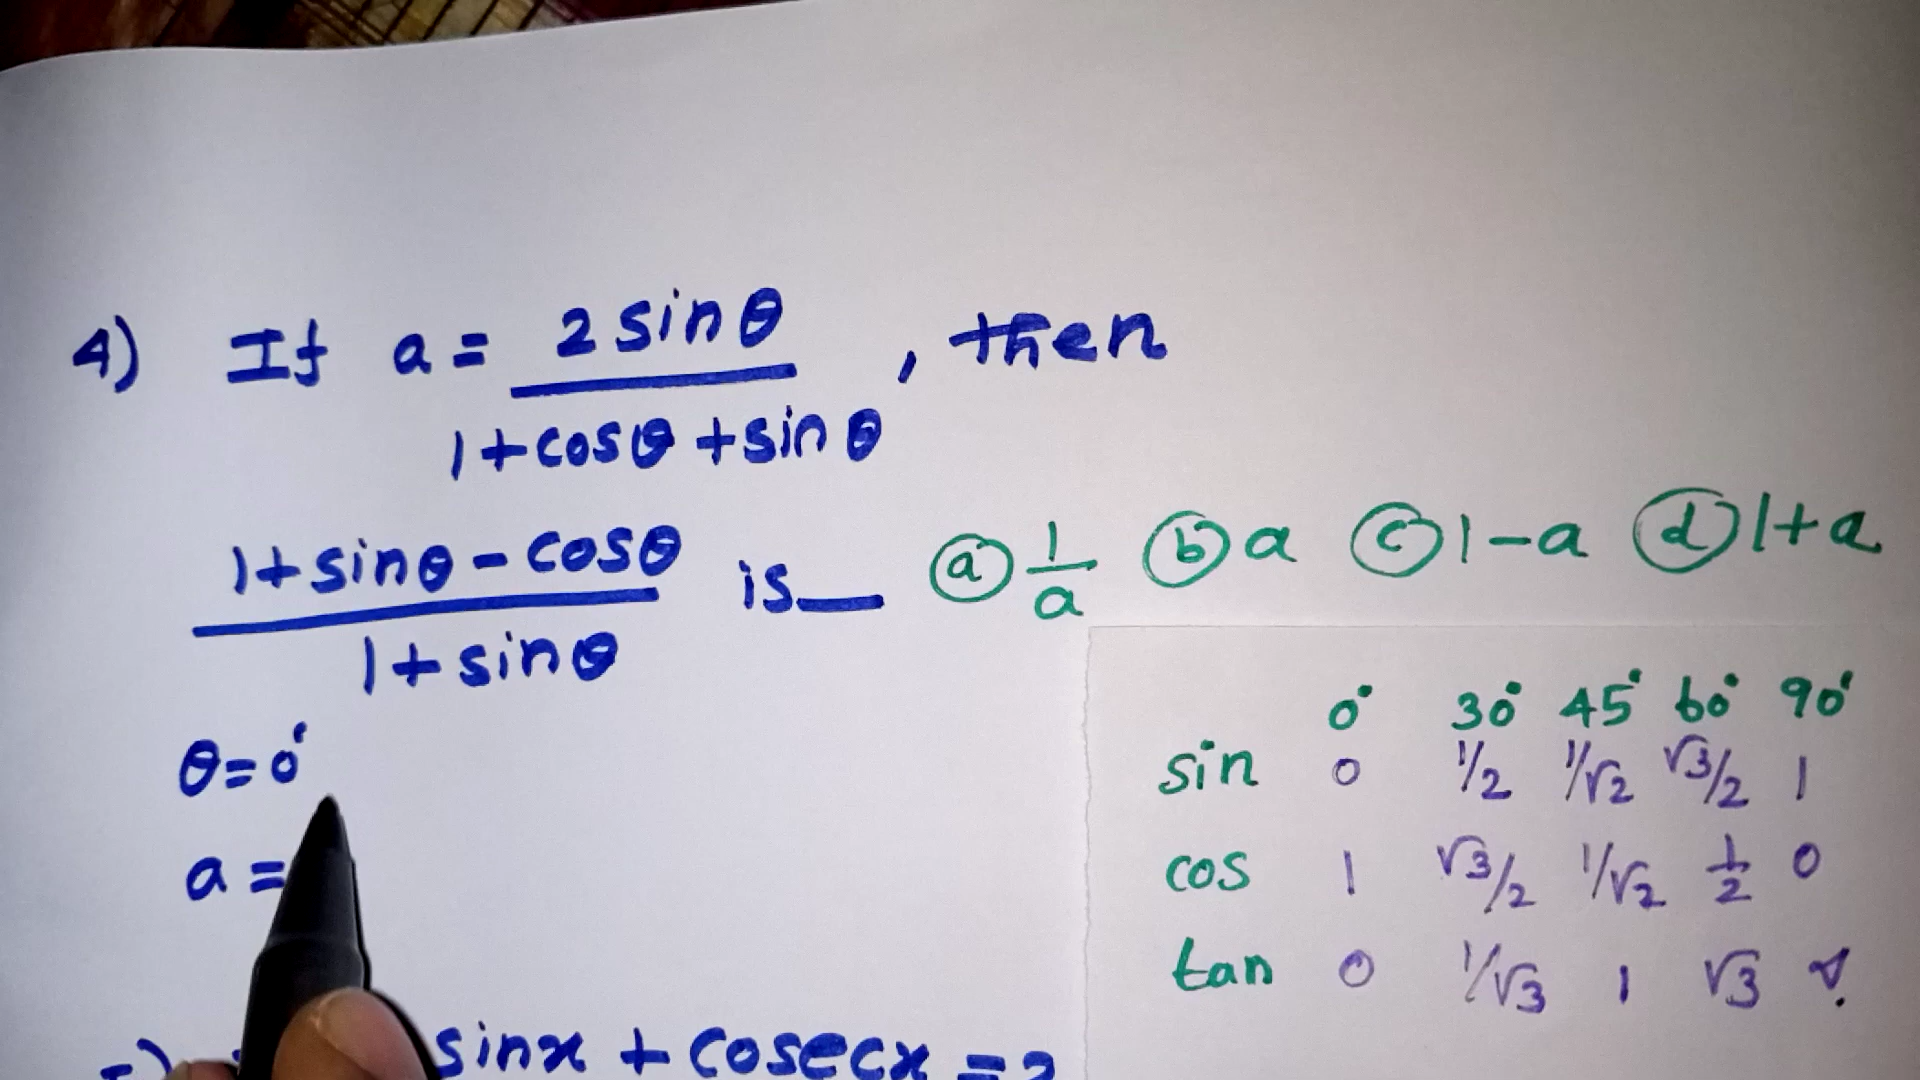 4) If a = 2 sinθ , then
1+cosθ +sinθ
1+sinθ-cosθ is__ ⓐ 1/a ⓑ a ⓒ 1-a ⓓ 1+a
1+sinθ
0° 30° 45° 60° 90°
θ=0°
sin 0 1/2 1/√2 √3/2 1
a =
cos 1 √3/2 1/√2 1/2 0
tan 0 1/√3 1 √3
sinx + cosecx =